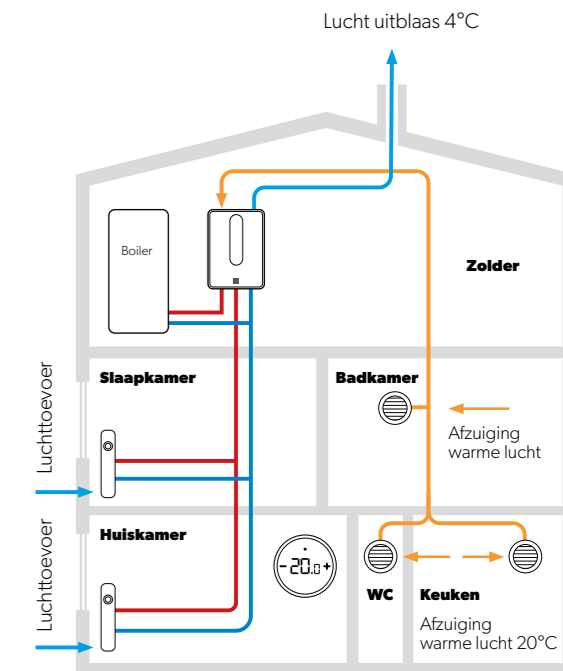 Lucht uitblaas 4°C
Boiler
Zolder
Slaapkamer
Badkamer
Luchttoevoer
Afzuiging
warme lucht
Huiskamer
Luchttoevoer
-20.0+
WC
Keuken
Afzuiging
warme lucht 20°C